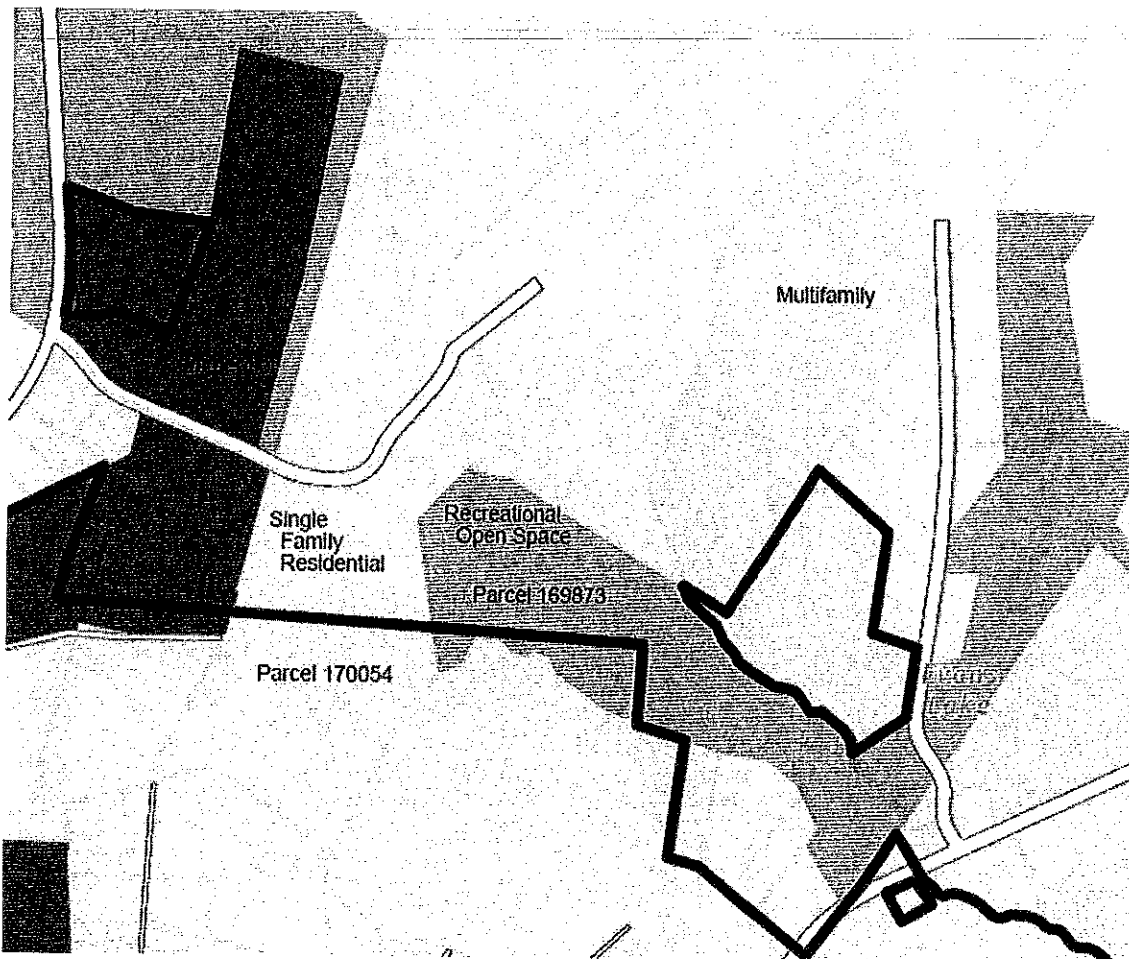 Multifamily
Single
Family
Residential
Recreational
Open Space
Parcel 169873
Parcel 170054